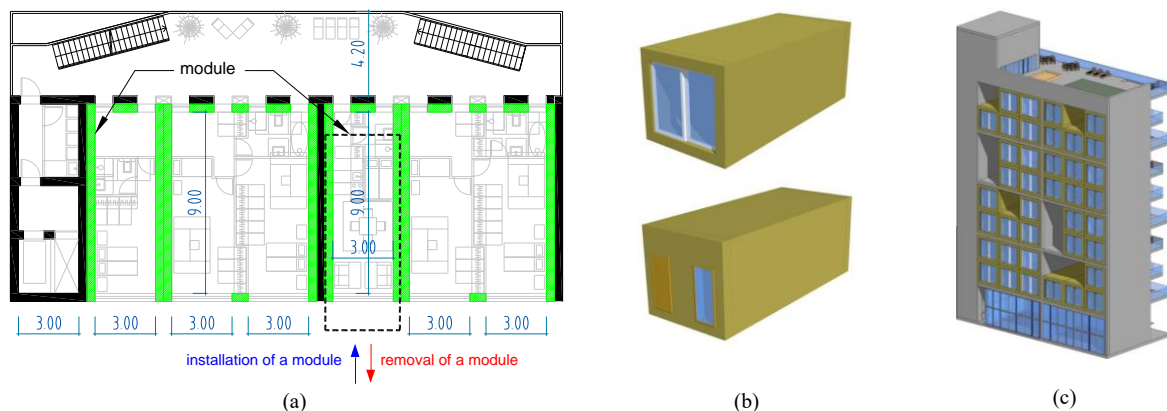 4.20
module
9.00
9.00
3.00
3.00 3.00 3.00 3.00 3.00 3.00
installation of a module removal of a module
(a) (b) (c)